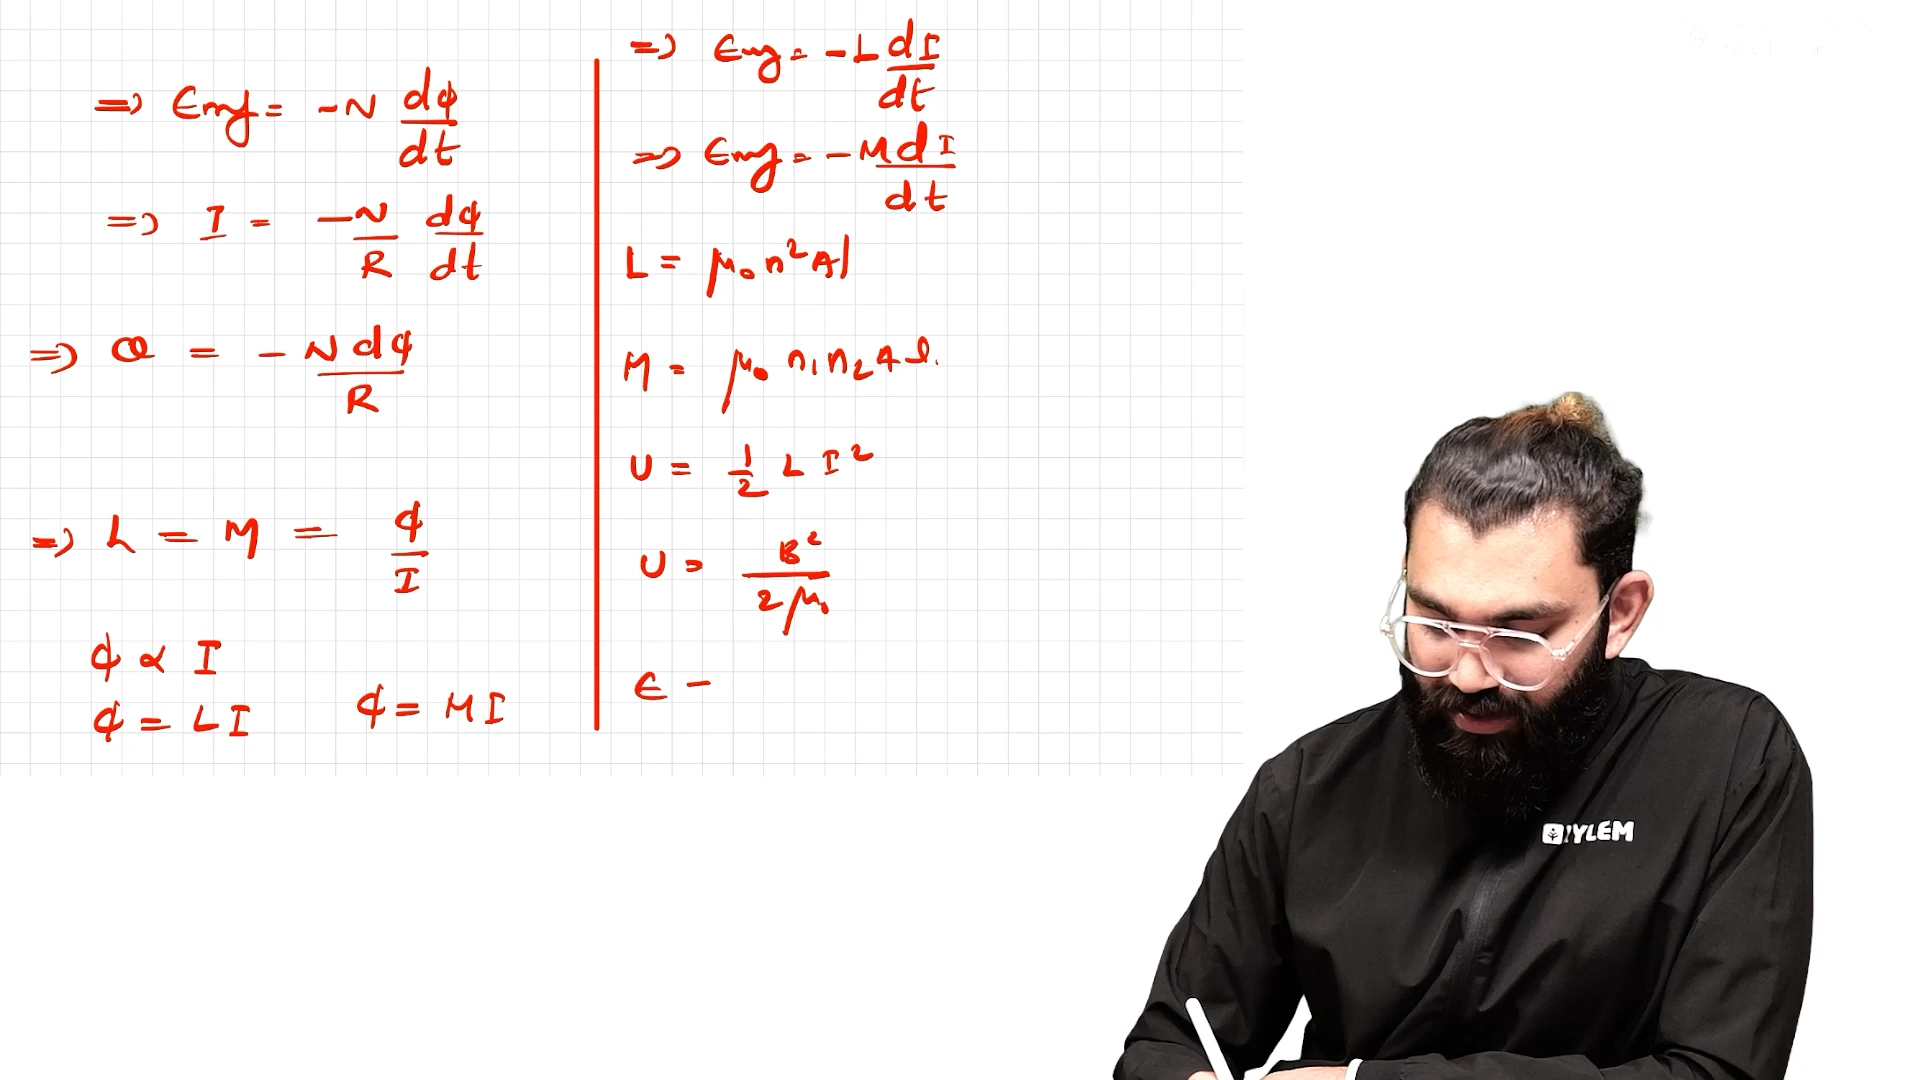 => Emf = -N dϕ/dt
=> I = -N/R dϕ/dt
=> Q = -N dϕ/R
=> L = M = ϕ/I
ϕ ∝ I
ϕ = LI ϕ = MI
=> Emf = -L dI/dt
=> Emf = -M dI/dt
L = μ₀n²Al
M = μ₀n₁n₂Al.
U = 1/2 L I²
U = B²/2μ₀
ε -
XYLEM